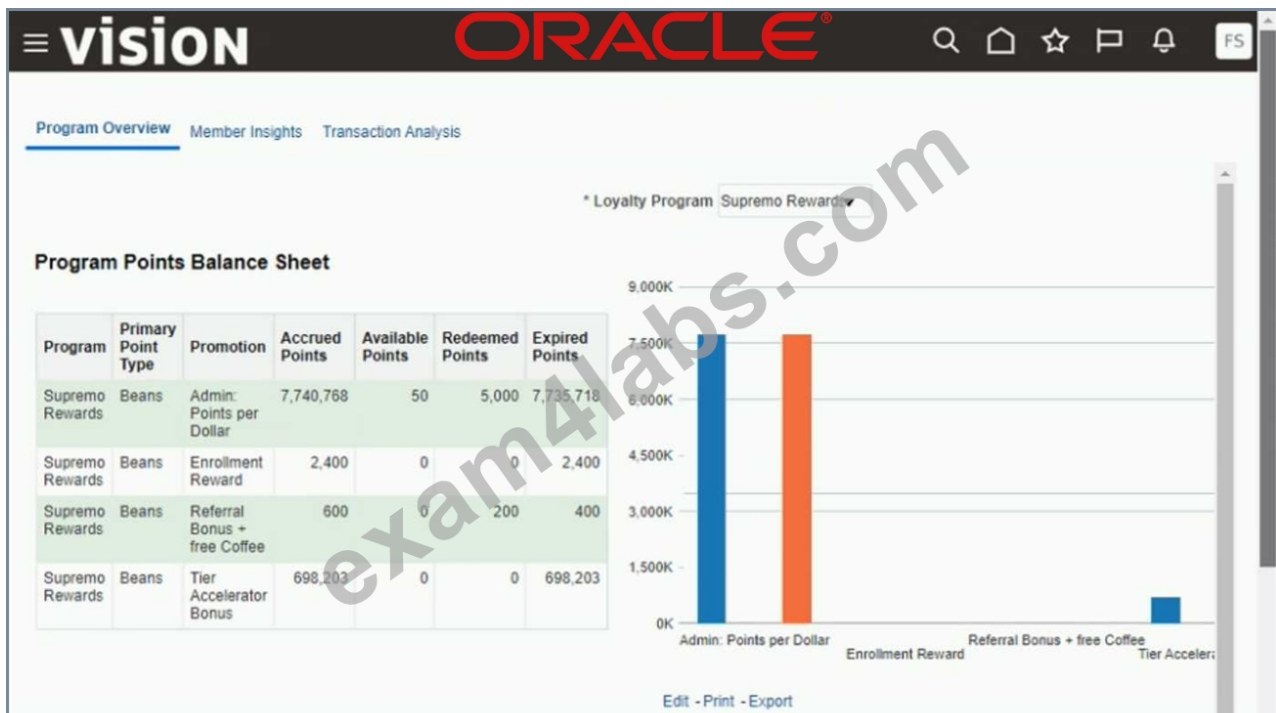 vision
ORACLE®
FS
Program Overview Member Insights Transaction Analysis
* Loyalty Program Supremo Rewards
Program Points Balance Sheet
Program Primary Point Type Promotion Accrued Points Available Points Redeemed Points Expired Points
Supremo Rewards Beans Admin: Points per Dollar 7,740,768 50 5,000 7,735,718
Supremo Rewards Beans Enrollment Reward 2,400 0 0 2,400
Supremo Rewards Beans Referral Bonus + free Coffee 600 0 200 400
Supremo Rewards Beans Tier Accelerator Bonus 698,203 0 0 698,203
9,000K
7,500K
6,000K
4,500K
3,000K
1,500K
0K
Admin: Points per Dollar
Enrollment Reward
Referral Bonus + free Coffee
Tier Acceler
Edit - Print - Export
exam4labs.com